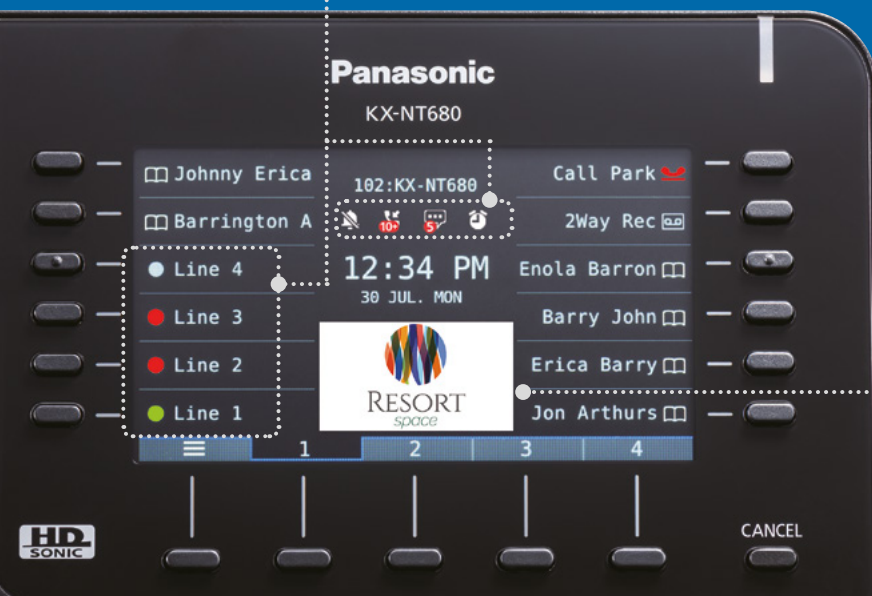 Panasonic
KX-NT680
Johnny Erica
Barrington A
Line 4
Line 3
Line 2
Line 1
102:KX-NT680
10+
5
12:34 PM
30 JUL. MON
RESORT
space
Call Park
2Way Rec
Enola Barron
Barry John
Erica Barry
Jon Arthurs
1 2 3 4
HD
SONIC
CANCEL